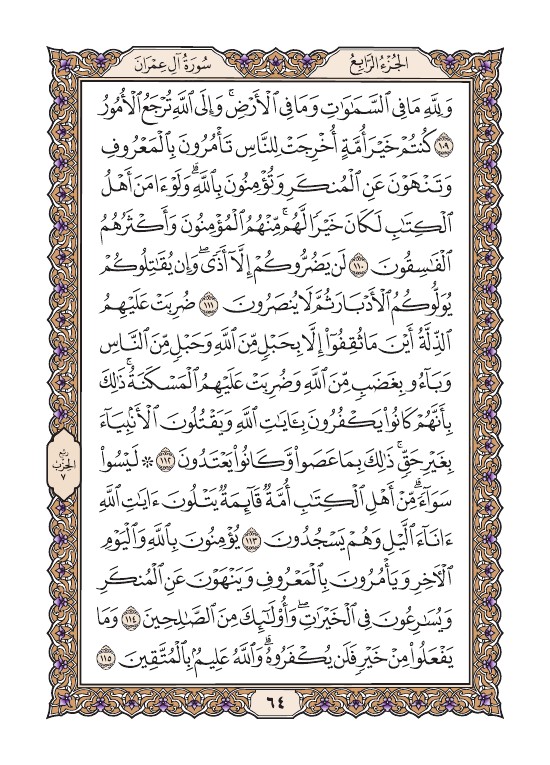 الجُزْءُ الرَّابِعُ
سُورَةُ آلِ عِمْرَانَ
وَلِلَّهِ مَا فِي ٱلسَّمَٰوَٰتِ وَمَا فِي ٱلْأَرْضِۚ وَإِلَى ٱللَّهِ تُرْجَعُ ٱلْأُمُورُ
١٠٩ كُنتُمْ خَيْرَ أُمَّةٍ أُخْرِجَتْ لِلنَّاسِ تَأْمُرُونَ بِٱلْمَعْرُوفِ
وَتَنْهَوْنَ عَنِ ٱلْمُنكَرِ وَتُؤْمِنُونَ بِٱللَّهِۗ وَلَوْ ءَامَنَ أَهْلُ
ٱلْكِتَٰبِ لَكَانَ خَيْرًا لَّهُمۚ مِّنْهُمُ ٱلْمُؤْمِنُونَ وَأَكْثَرُهُمُ
ٱلْفَٰسِقُونَ ١١٠ لَن يَضُرُّوكُمْ إِلَّآ أَذًىۖ وَإِن يُقَٰتِلُوكُمْ
يُوَلُّوكُمُ ٱلْأَدْبَارَ ثُمَّ لَا يُنصَرُونَ ١١١ ضُرِبَتْ عَلَيْهِمُ
ٱلذِّلَّةُ أَيْنَ مَا ثُقِفُوٓا۟ إِلَّا بِحَبْلٍ مِّنَ ٱللَّهِ وَحَبْلٍ مِّنَ ٱلنَّاسِ
وَبَآءُو بِغَضَبٍ مِّنَ ٱللَّهِ وَضُرِبَتْ عَلَيْهِمُ ٱلْمَسْكَنَةُۚ ذَٰلِكَ
بِأَنَّهُمْ كَانُوا۟ يَكْفُرُونَ بِـَٔايَٰتِ ٱللَّهِ وَيَقْتُلُونَ ٱلْأَنۢبِيَآءَ
بِغَيْرِ حَقٍّۚ ذَٰلِكَ بِمَا عَصَوا۟ وَّكَانُوا۟ يَعْتَدُونَ ١١٢ ۞ لَيْسُوا۟
سَوَآءًۗ مِّنْ أَهْلِ ٱلْكِتَٰبِ أُمَّةٌ قَآئِمَةٌ يَتْلُونَ ءَايَٰتِ ٱللَّهِ
ءَانَآءَ ٱلَّيْلِ وَهُمْ يَسْجُدُونَ ١١٣ يُؤْمِنُونَ بِٱللَّهِ وَٱلْيَوْمِ
ٱلْءَاخِرِ وَيَأْمُرُونَ بِٱلْمَعْرُوفِ وَيَنْهَوْنَ عَنِ ٱلْمُنكَرِ
وَيُسَٰرِعُونَ فِي ٱلْخَيْرَٰتِۖ وَأُو۟لَٰٓئِكَ مِنَ ٱلصَّٰلِحِينَ ١١٤ وَمَا
يَفْعَلُوا۟ مِنْ خَيْرٍ فَلَن يُكْفَرُوهُۗ وَٱللَّهُ عَلِيمٌۢ بِٱلْمُتَّقِينَ ١١٥
ربع
الحزب
٧
٦٤